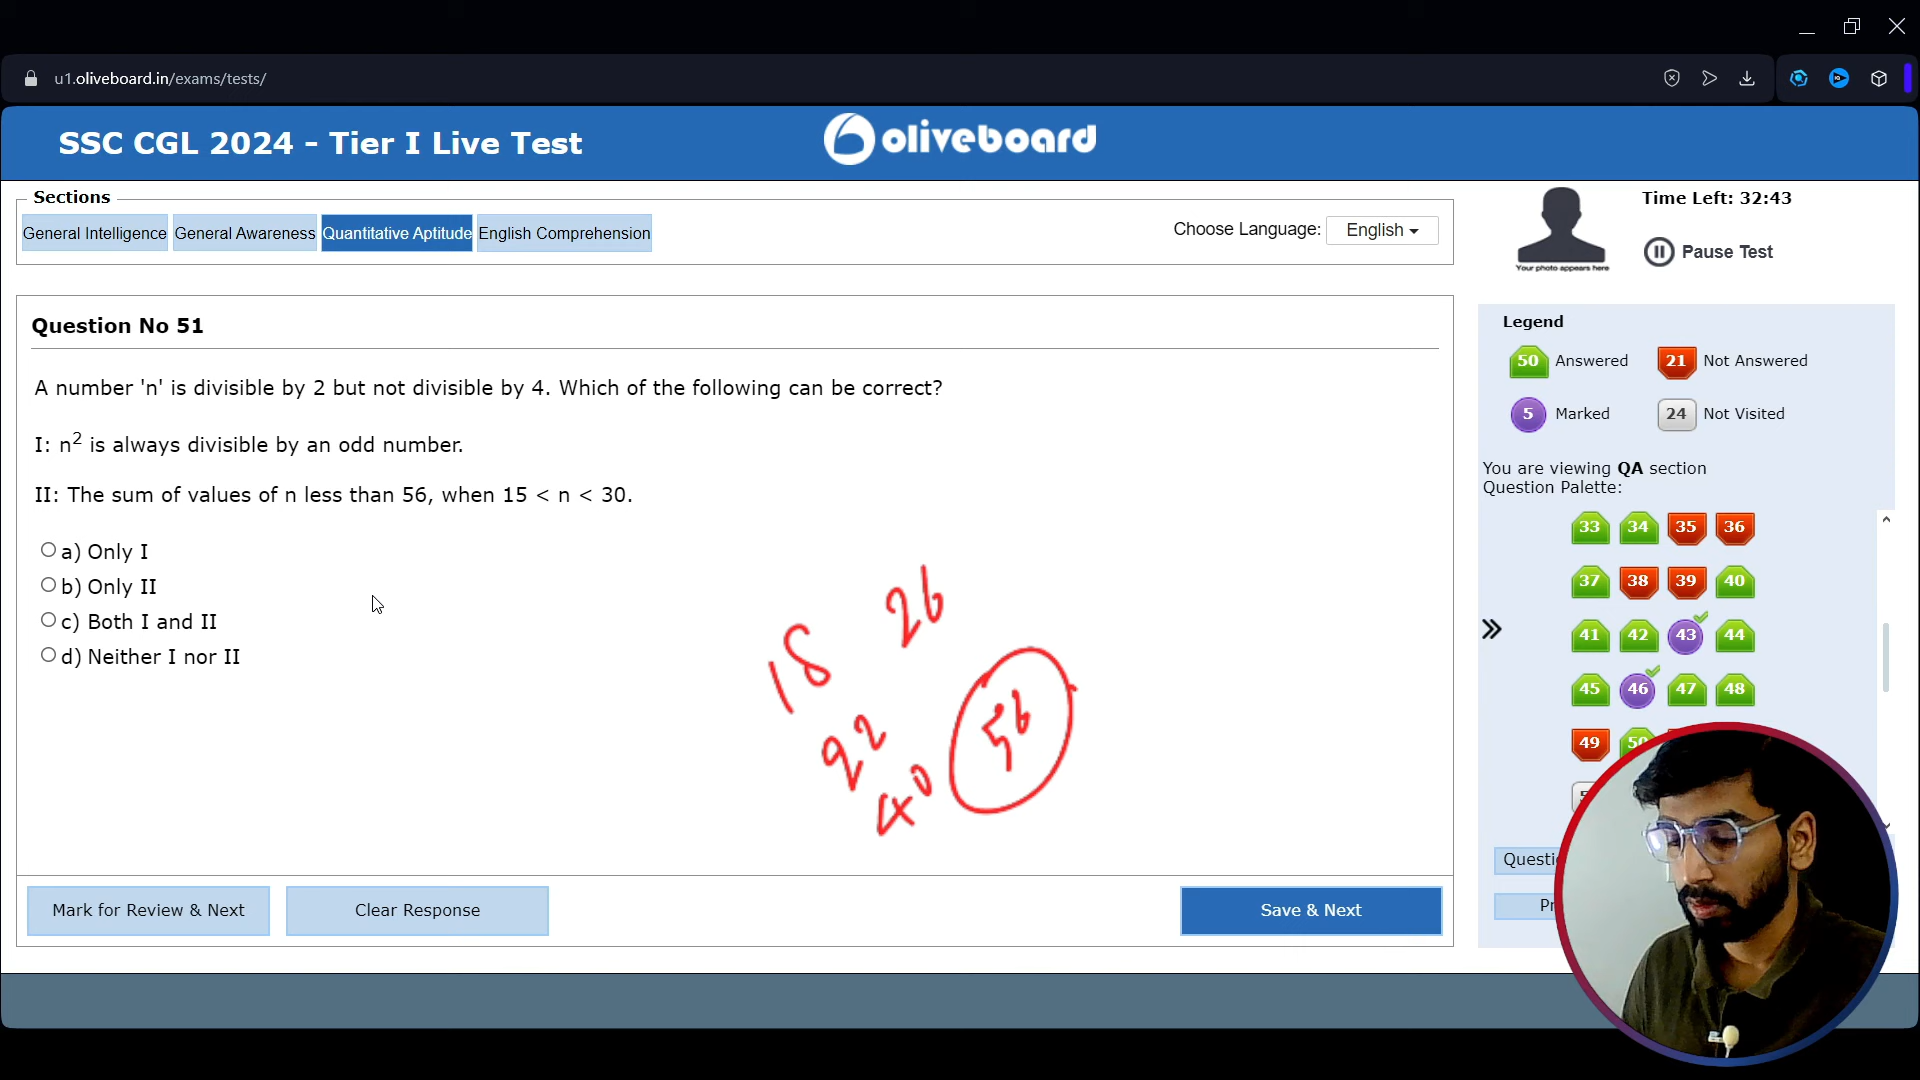 u1.oliveboard.in/exams/tests/
SSC CGL 2024 - Tier I Live Test
oliveboard
Sections
General Intelligence General Awareness Quantitative Aptitude English Comprehension
Choose Language: English
Your photo appears here
Time Left: 32:43
Pause Test
Question No 51
A number 'n' is divisible by 2 but not divisible by 4. Which of the following can be correct?
I: n² is always divisible by an odd number.
II: The sum of values of n less than 56, when 15 < n < 30.
a) Only I
b) Only II
c) Both I and II
d) Neither I nor II
18 26
22
40
56
Mark for Review & Next
Clear Response
Save & Next
Legend
50 Answered 21 Not Answered
5 Marked 24 Not Visited
You are viewing QA section
Question Palette:
33 34 35 36
37 38 39 40
41 42 43 44
45 46 47 48
49 50